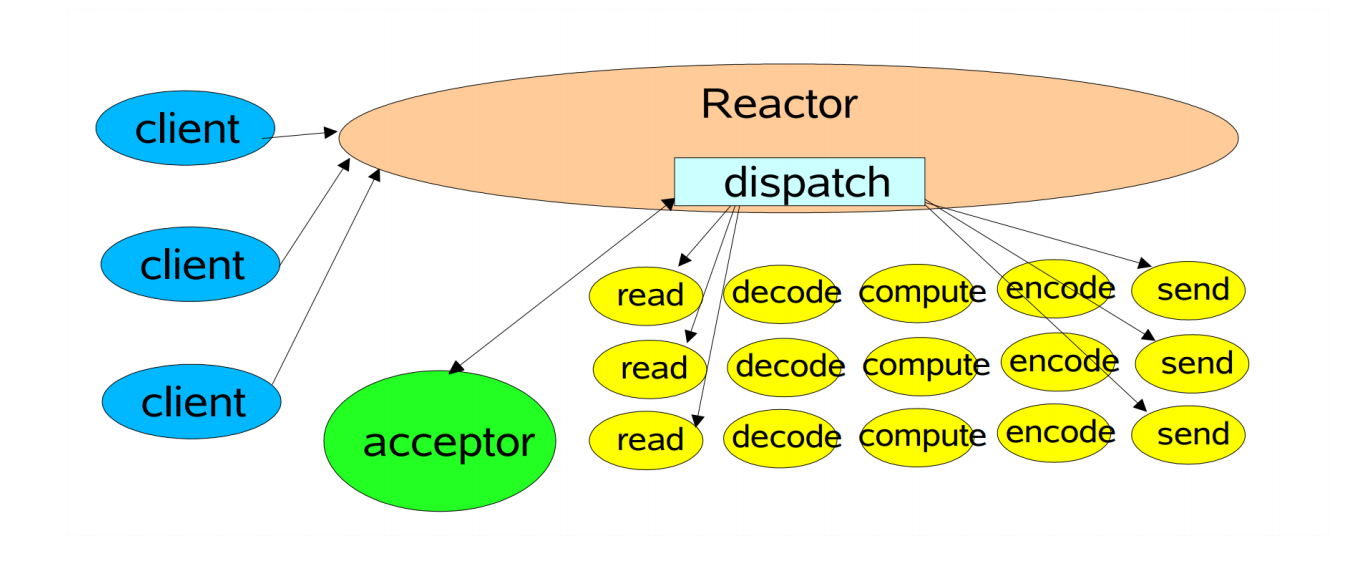 Reactor
client
dispatch
client
read decode compute encode send
read decode compute encode send
client
acceptor
read decode compute encode send